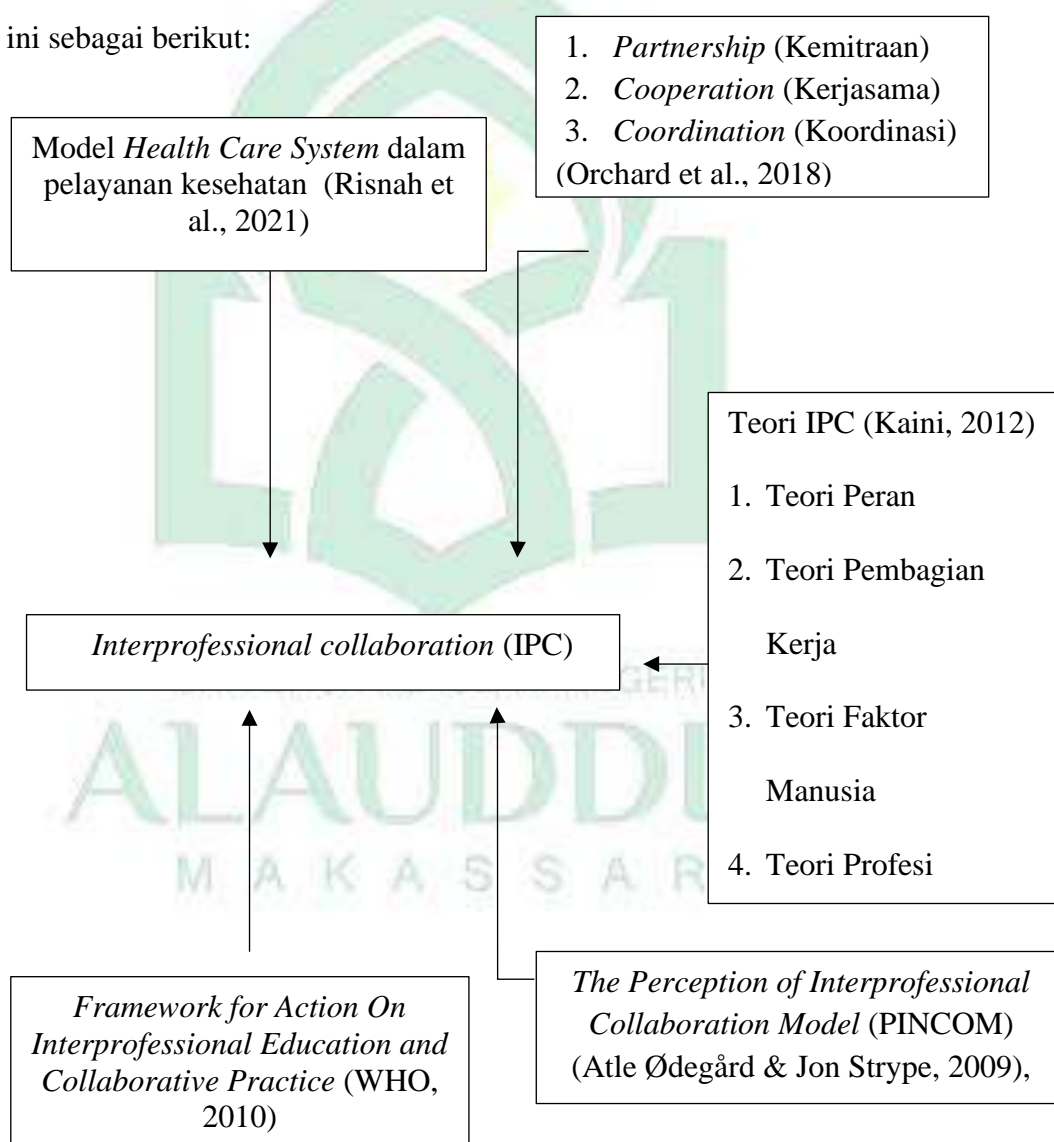 ini sebagai berikut:
1. Partnership (Kemitraan)
2. Cooperation (Kerjasama)
3. Coordination (Koordinasi)
(Orchard et al., 2018)
Model Health Care System dalam
pelayanan kesehatan (Risnah et
al., 2021)
Teori IPC (Kaini, 2012)
1. Teori Peran
2. Teori Pembagian
Kerja
3. Teori Faktor
Manusia
4. Teori Profesi
Interprofessional collaboration (IPC)
GERI
ALAUDDU
MAKASSAR
Framework for Action On
Interprofessional Education and
Collaborative Practice (WHO,
2010)
The Perception of Interprofessional
Collaboration Model (PINCOM)
(Atle Ødegård & Jon Strype, 2009),